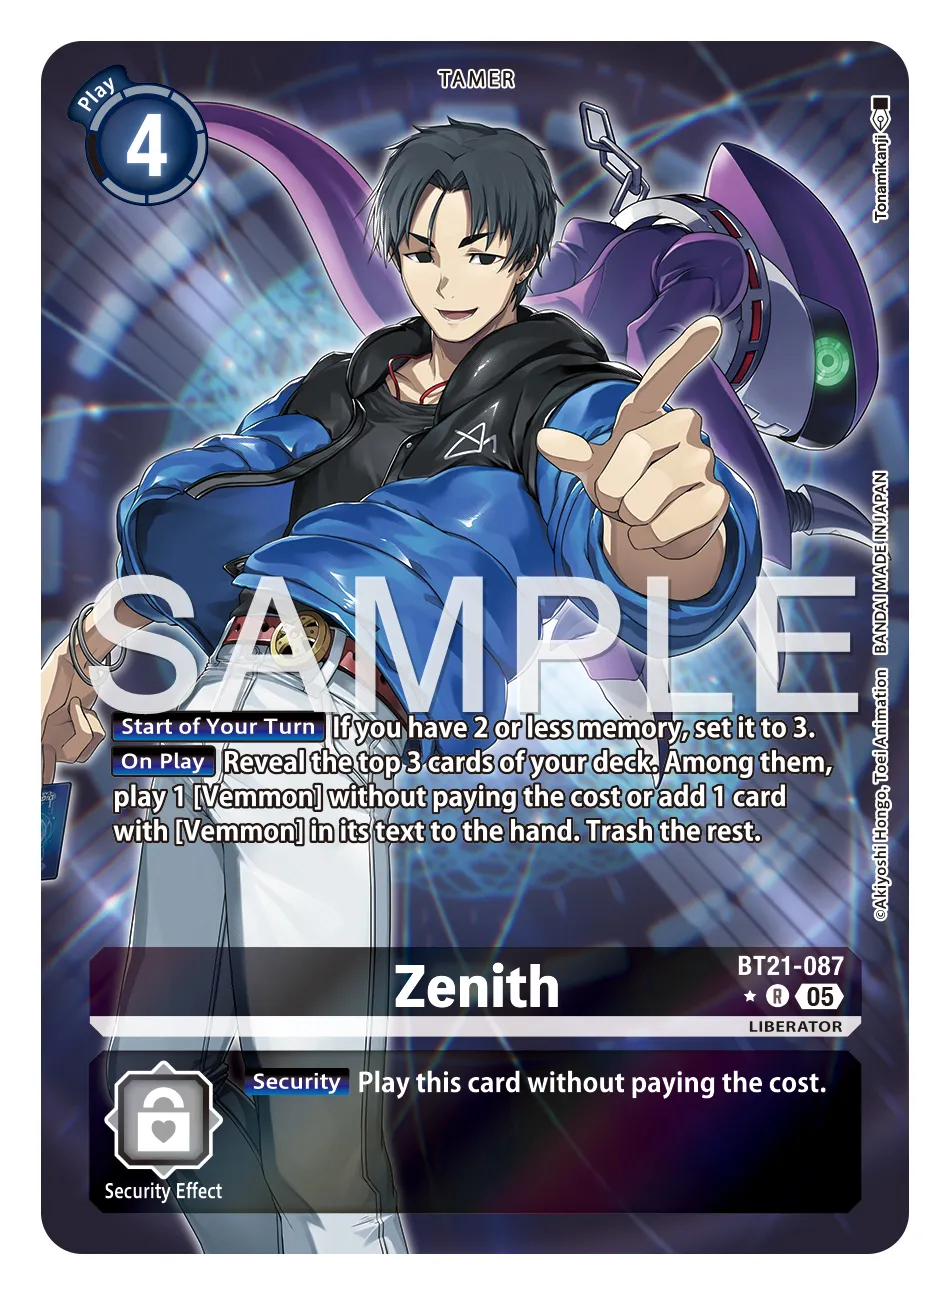 TAMER
Play
4
Tonamikanji
SAMPLE
Start of Your Turn If you have 2 or less memory, set it to 3.
On Play Reveal the top 3 cards of your deck. Among them,
play 1 [Vemmon] without paying the cost or add 1 card
with [Vemmon] in its text to the hand. Trash the rest.
©Akiyoshi Hongo, Toei Animation BANDAI MADE IN JAPAN
Zenith
BT21-087
R 05
LIBERATOR
Security Play this card without paying the cost.
Security Effect